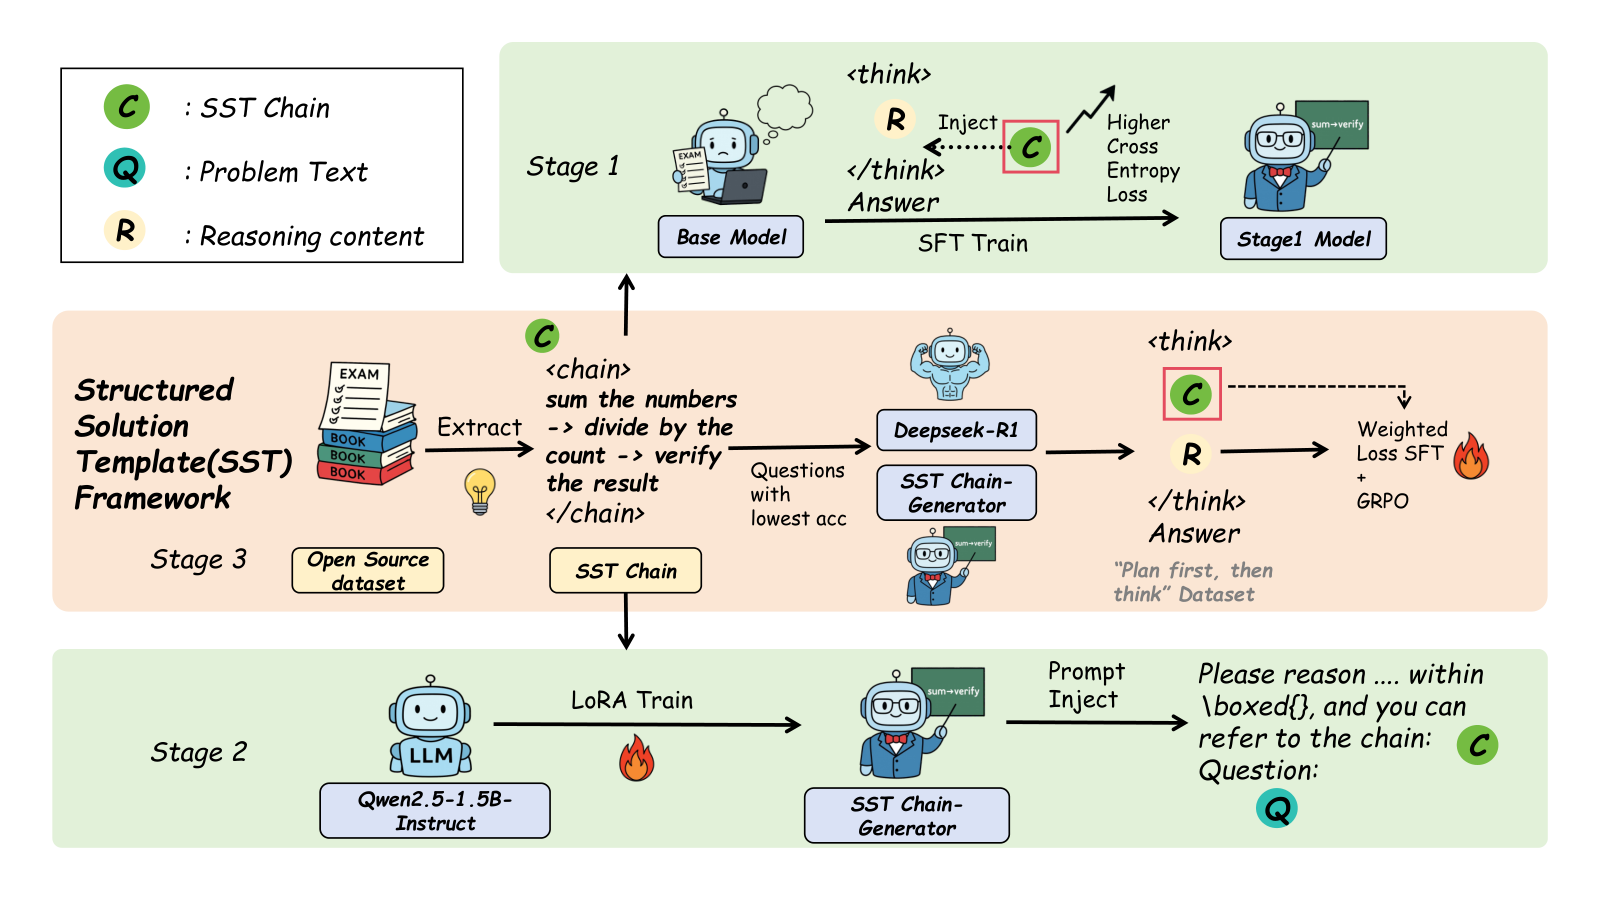 C : SST Chain
Q : Problem Text
R : Reasoning content
Stage 1
EXAM
Base Model
<think>
R
Inject
C
</think>
Answer
Higher
Cross
Entropy
Loss
SFT Train
sum→verify
Stage1 Model
Structured
Solution
Template(SST)
Framework
Stage 3
EXAM
BOOK
BOOK
BOOK
Open Source
dataset
Extract
C
<chain>
sum the numbers
-> divide by the
count -> verify
the result
</chain>
SST Chain
Questions
with
lowest acc
Deepseek-R1
SST Chain-
Generator
sum→verify
<think>
C
R
</think>
Answer
“Plan first, then
think” Dataset
Weighted
Loss SFT
+
GRPO
Stage 2
LLM
Qwen2.5-1.5B-
Instruct
LoRA Train
sum→verify
SST Chain-
Generator
Prompt
Inject
Please reason .... within
\boxed{}, and you can
refer to the chain: C
Question:
Q